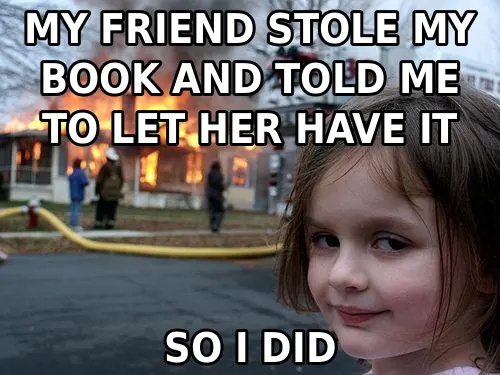 MY FRIEND STOLE MY
BOOK AND TOLD ME
TO LET HER HAVE IT
SO I DID